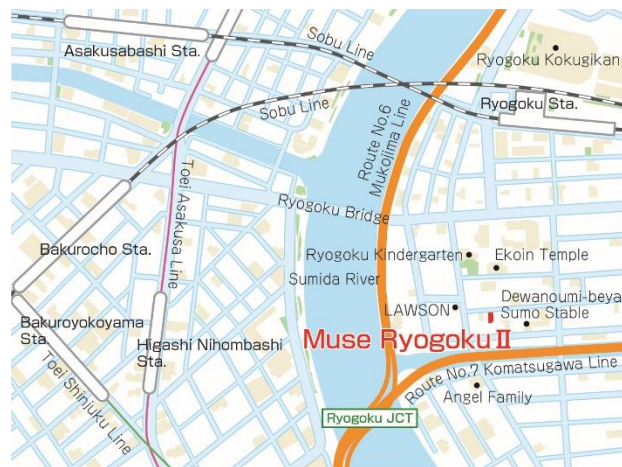 Asakusabashi Sta.
Sobu Line
Ryogoku Kokugikan
Sobu Line
Ryogoku Sta.
Route No.6
Mukojima Line
Toei Asakusa Line
Ryogoku Bridge
Bakurocho Sta.
Ryogoku Kindergarten
Ekoin Temple
Sumida River
Dewanoumi-beya
Sumo Stable
LAWSON
Bakuroyokoyama
Sta.
Higashi Nihombashi
Sta.
Muse Ryogoku Ⅱ
Toei Shinjuku Line
Route No.7 Komatsugawa Line
Angel Family
Ryogoku JCT